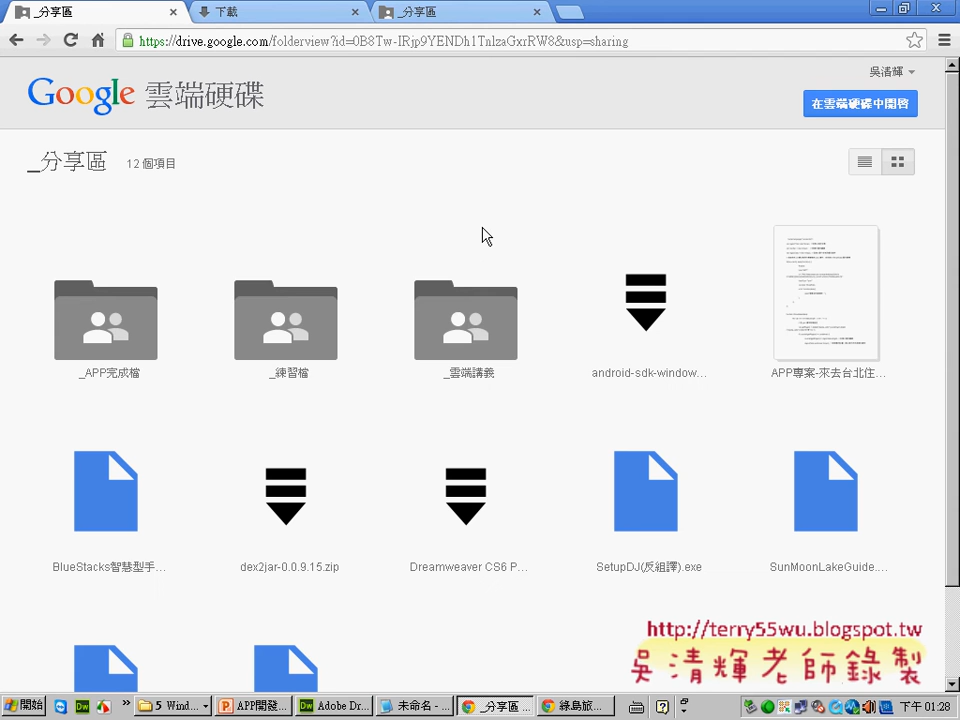 _分享區
下載
_分享區
https://drive.google.com/folderview?id=0B8Tw-IRjp9YENDh1TnlzaGxrRW8&usp=sharing
吳清輝
Google 雲端硬碟
在雲端硬碟中開啓
_分享區 12 個項目
_APP完成檔
_練習檔
_雲端講義
android-sdk-window...
APP專案-來去台北住...
BlueStacks智慧型手...
dex2jar-0.0.9.15.zip
Dreamweaver CS6 P...
SetupDJ(反組譯).exe
SunMoonLakeGuide....
http://terry55wu.blogspot.tw
吳清輝老師錄製
開始
5 Wind...
APP開發...
Adobe Dr...
未命名 - ...
_分享區 ...
綠島旅...
下午 01:28